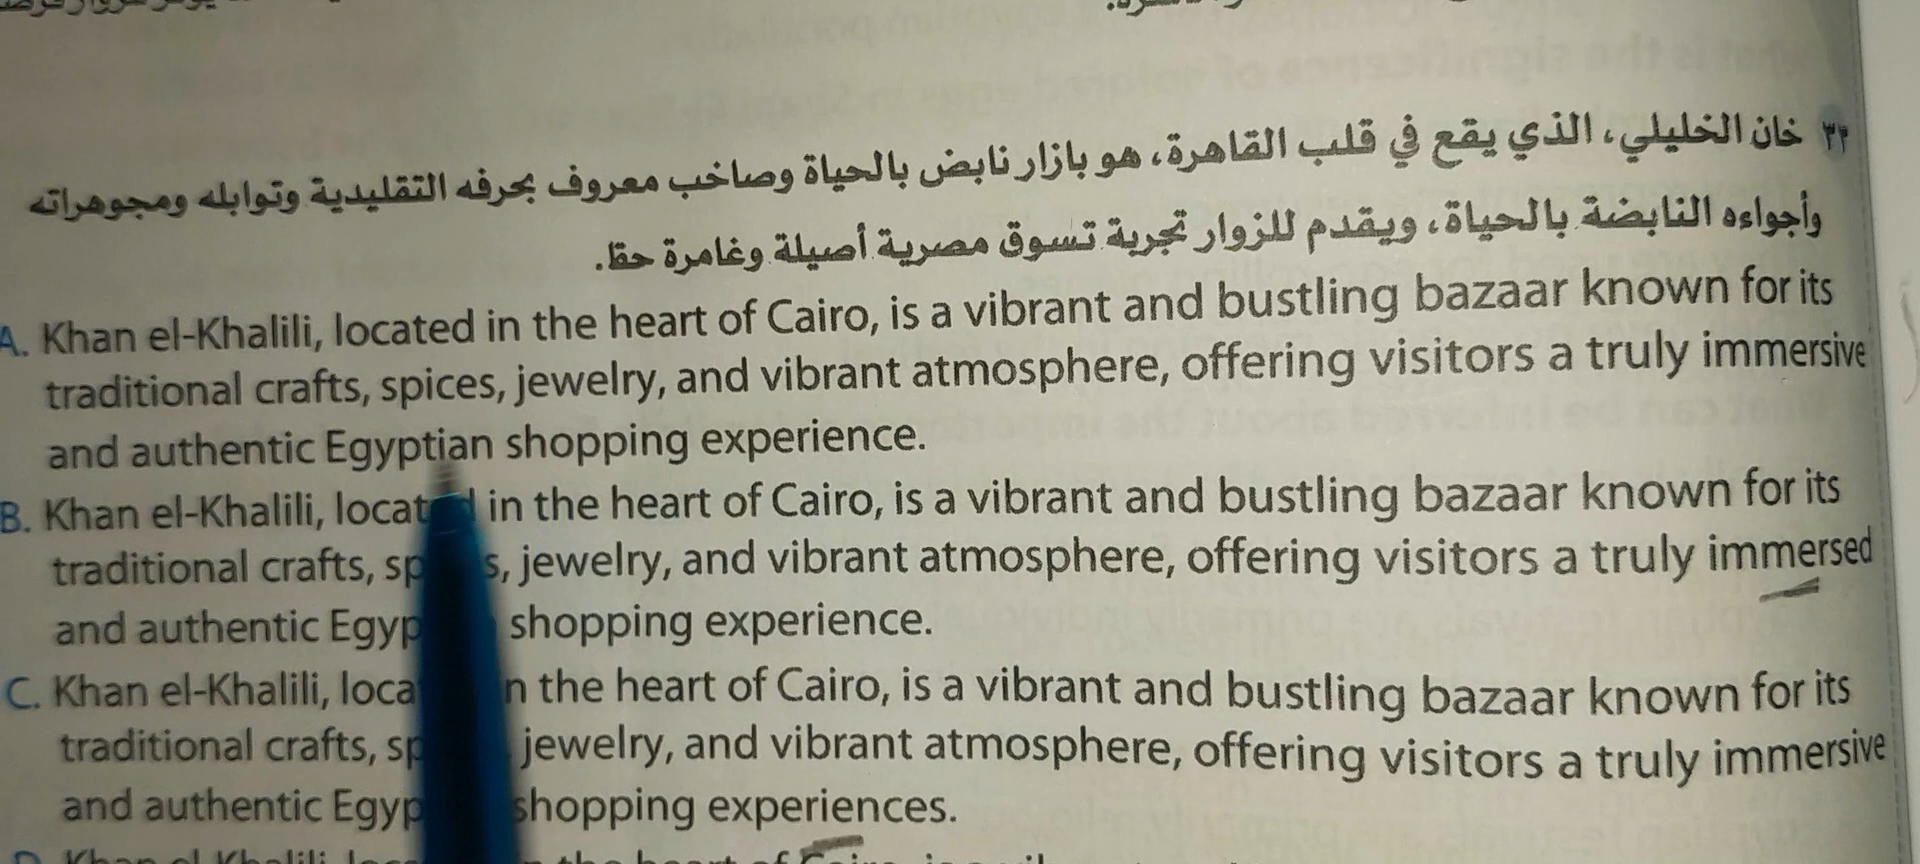 ٣٢ خان الخليلي، الذي يقع في قلب القاهرة، هو بازار نابض بالحياة وصاخب معروف بحرفه التقليدية وتوابله ومجوهراته
وأجواءه النابضة بالحياة، ويقدم للزوار تجربة تسوق مصرية أصيلة وغامرة حقا.
A. Khan el-Khalili, located in the heart of Cairo, is a vibrant and bustling bazaar known for its
traditional crafts, spices, jewelry, and vibrant atmosphere, offering visitors a truly immersive
and authentic Egyptian shopping experience.
B. Khan el-Khalili, located in the heart of Cairo, is a vibrant and bustling bazaar known for its
traditional crafts, sp s, jewelry, and vibrant atmosphere, offering visitors a truly immersed
and authentic Egyp shopping experience.
C. Khan el-Khalili, loca n the heart of Cairo, is a vibrant and bustling bazaar known for its
traditional crafts, sp jewelry, and vibrant atmosphere, offering visitors a truly immersive
and authentic Egyp shopping experiences.